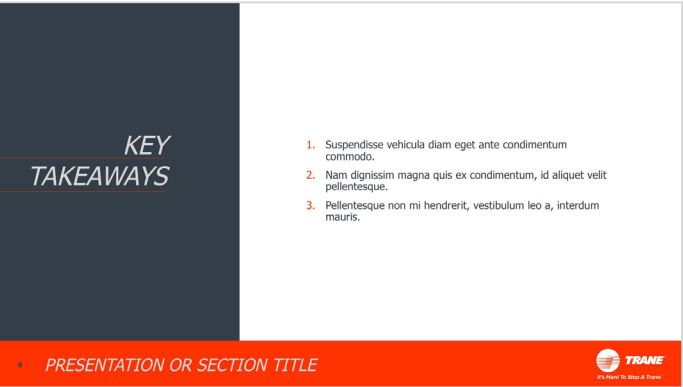 KEY
TAKEAWAYS
1. Suspendisse vehicula diam eget ante condimentum
commodo.
2. Nam dignissim magna quis ex condimentum, id aliquet velit
pellentesque.
3. Pellentesque non mi hendrerit, vestibulum leo a, interdum
mauris.
6 PRESENTATION OR SECTION TITLE
TRANE
It's Hard To Stop A Trane.